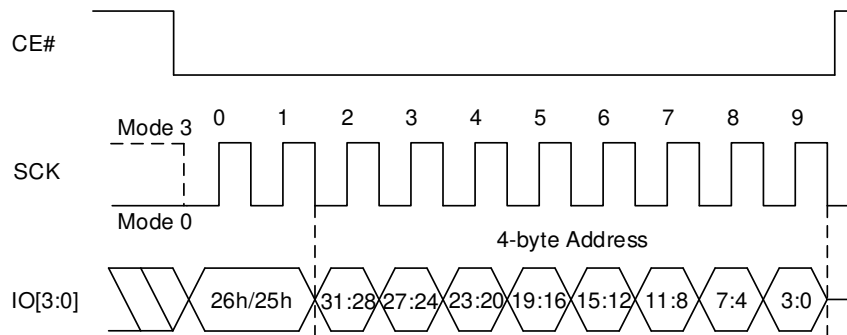 CE#
0 1 2 3 4 5 6 7 8 9
Mode 3
SCK
Mode 0
4-byte Address
IO[3:0] 26h/25h 31:28 27:24 23:20 19:16 15:12 11:8 7:4 3:0